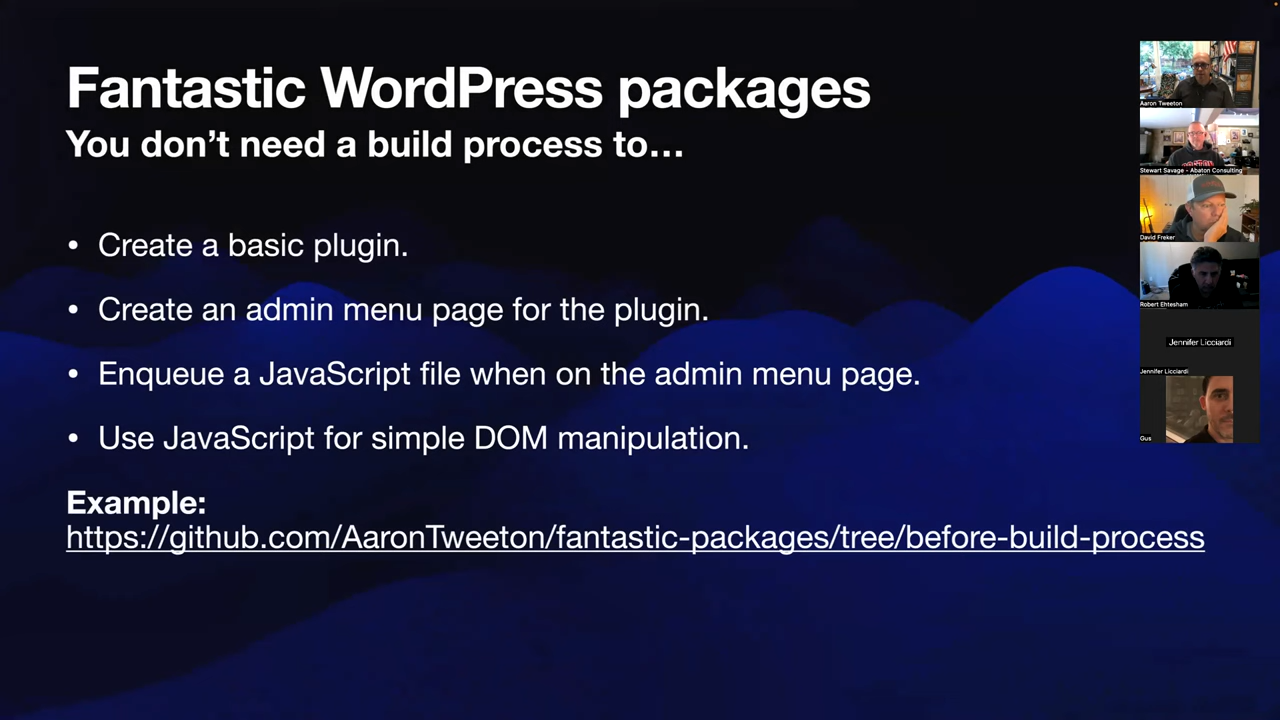 Fantastic WordPress packages
You don’t need a build process to…
• Create a basic plugin.
• Create an admin menu page for the plugin.
• Enqueue a JavaScript file when on the admin menu page.
• Use JavaScript for simple DOM manipulation.
Example:
https://github.com/AaronTweeton/fantastic-packages/tree/before-build-process
Aaron Tweeton
Stewart Savage - Abaton Consulting
David Freker
Robert Ehtesham
Jennifer Licciardi
Jennifer Licciardi
Gus